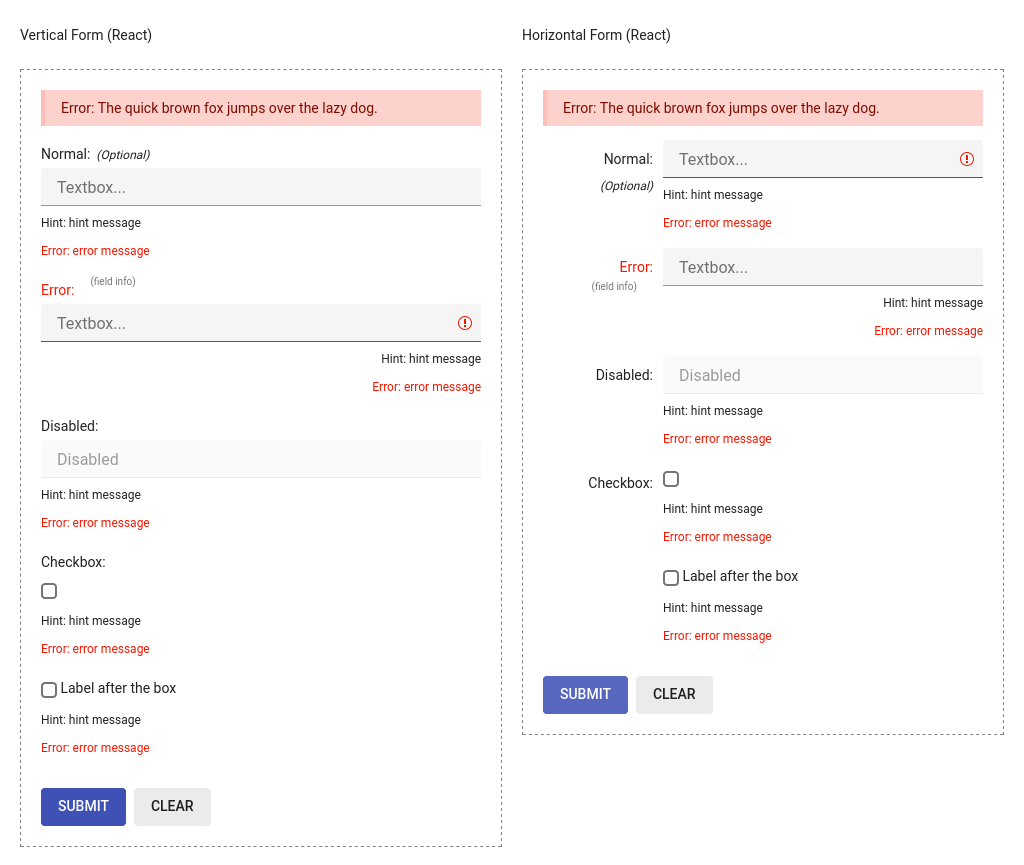 Vertical Form (React)
Error: The quick brown fox jumps over the lazy dog.
Normal: (Optional)
Textbox...
Hint: hint message
Error: error message
Error: (field info)
Textbox...
Hint: hint message
Error: error message
Disabled:
Disabled
Hint: hint message
Error: error message
Checkbox:
Hint: hint message
Error: error message
Label after the box
Hint: hint message
Error: error message
SUBMIT CLEAR
Horizontal Form (React)
Error: The quick brown fox jumps over the lazy dog.
Normal: Textbox...
(Optional) Hint: hint message
Error: error message
Error: Textbox...
(field info)
Hint: hint message
Error: error message
Disabled: Disabled
Hint: hint message
Error: error message
Checkbox:
Hint: hint message
Error: error message
Label after the box
Hint: hint message
Error: error message
SUBMIT CLEAR